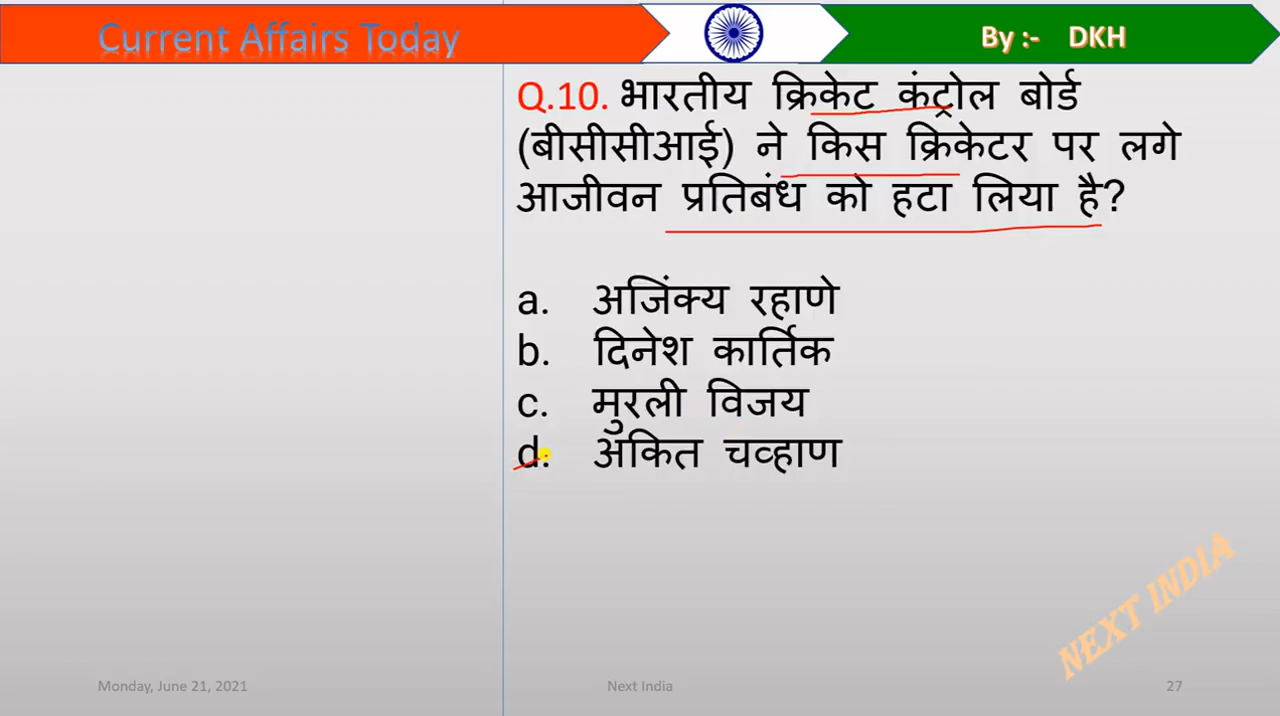 Current Affairs Today
By :- DKH
Q.10. भारतीय क्रिकेट कंट्रोल बोर्ड
(बीसीसीआई) ने किस क्रिकेटर पर लगे
आजीवन प्रतिबंध को हटा लिया है?
a. अजिंक्य रहाणे
b. दिनेश कार्तिक
c. मुरली विजय
d. अंकित चव्हाण
NEXT INDIA
Monday, June 21, 2021
Next India
27